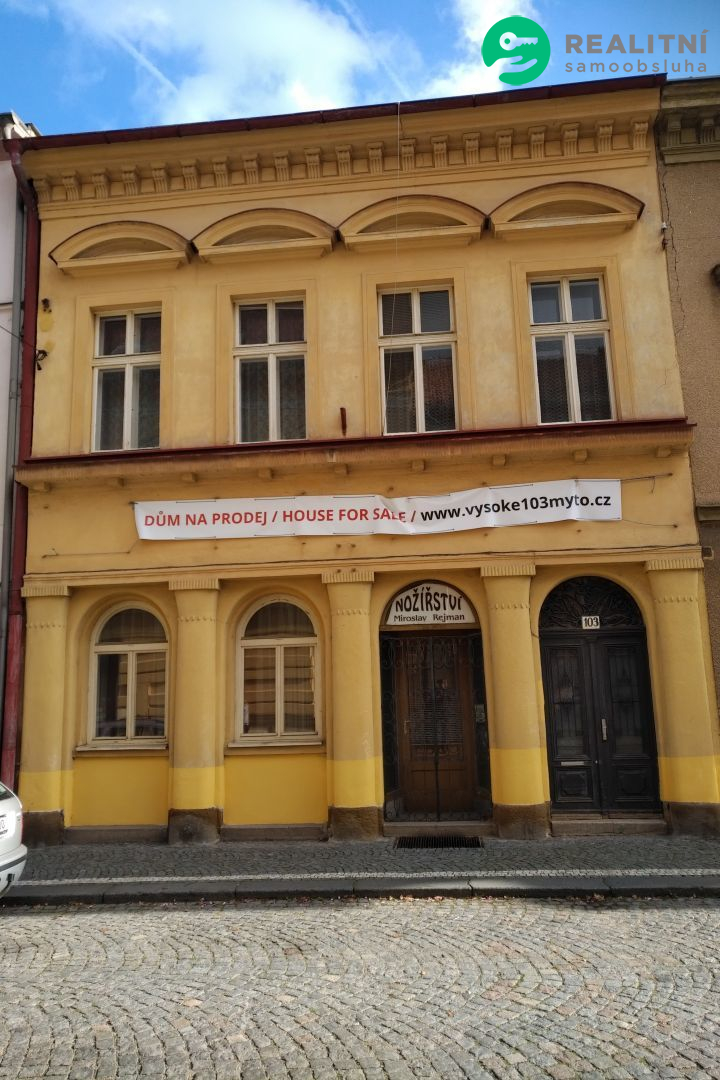 REALITNÍ
samoobsluha
DŮM NA PRODEJ / HOUSE FOR SALE / www.vysoke103myto.cz
NOŽÍŘSTVÍ
Miroslav Rejman
103